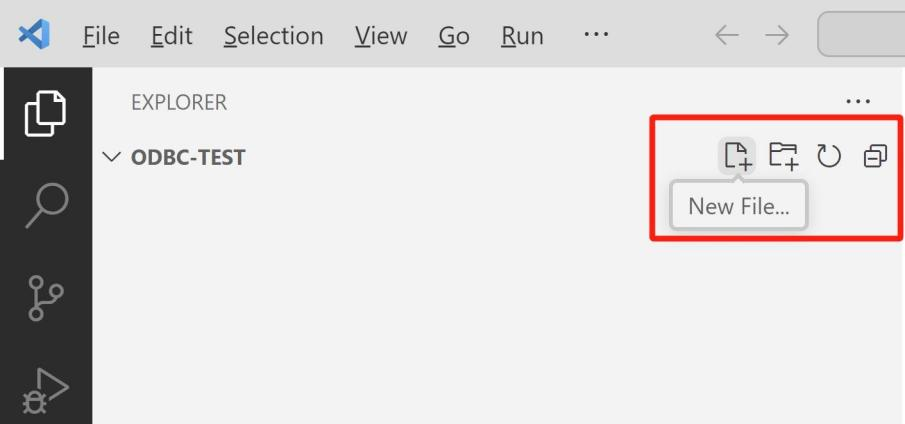 File Edit Selection View Go Run ...
EXPLORER ...
ODBC-TEST
New File...